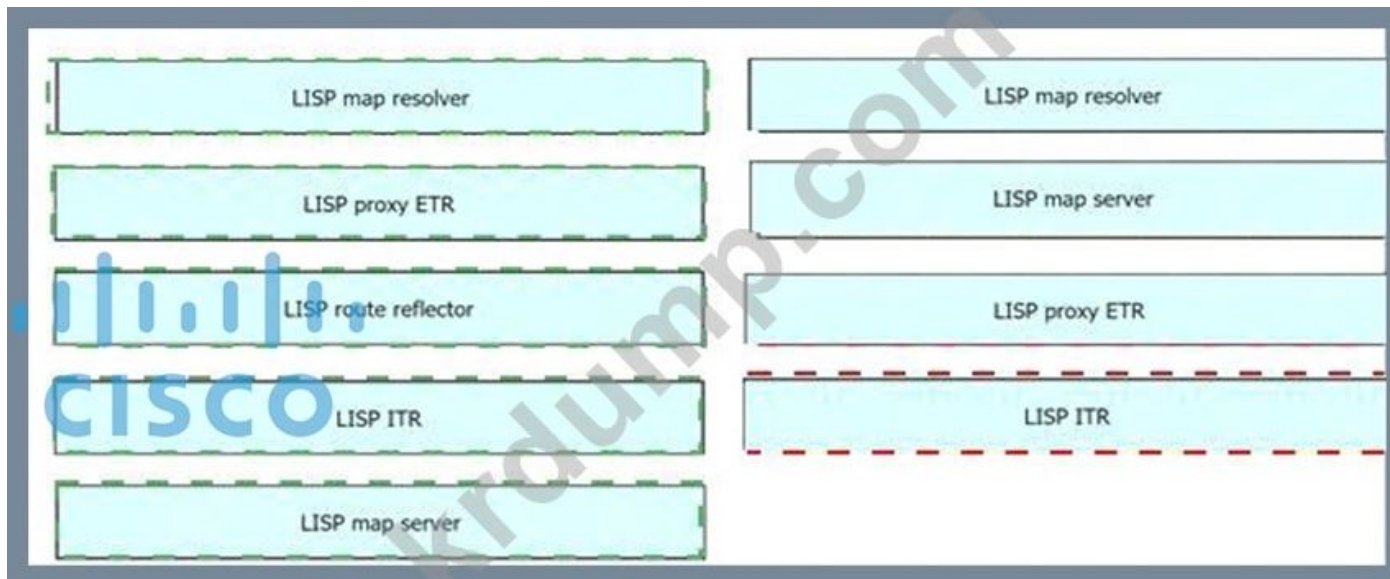 LISP map resolver
LISP proxy ETR
LISP route reflector
LISP ITR
LISP map server
LISP map resolver
LISP map server
LISP proxy ETR
LISP ITR
CISCO
krdump.com